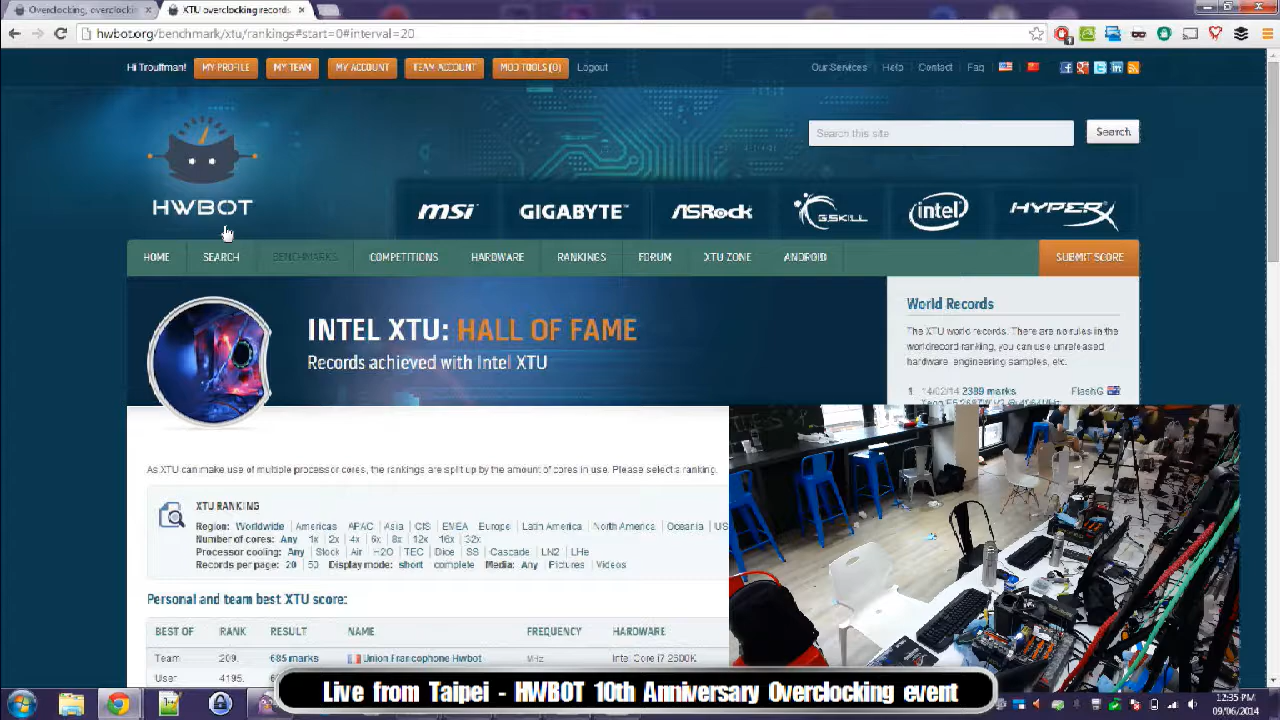 Overclocking, overclockin
XTU overclocking records
hwbot.org/benchmark/xtu/rankings#start=0#interval=20
Hi Trouffman! MY PROFILE MY TEAM MY ACCOUNT TEAM ACCOUNT MOD TOOLS (0) Logout
Our Services Help Contact Faq
Search this site Search
HWBOT
msi GIGABYTE ASRock G.SKILL intel HYPERX
HOME SEARCH BENCHMARKS COMPETITIONS HARDWARE RANKINGS FORUM XTU ZONE ANDROID SUBMIT SCORE
INTEL XTU: HALL OF FAME
Records achieved with Intel XTU
World Records
The XTU world records. There are no rules in the
worldrecord ranking, you can use unreleased
hardware, engineering samples, etc.
1 14/02/14 2389 marks FlashG
As XTU can make use of multiple processor cores, the rankings are split up by the amount of cores in use. Please select a ranking.
XTU RANKING
Region: Worldwide | Americas | APAC | Asia | CIS | EMEA | Europe | Latin America | North America | Oceania | US
Number of cores: Any | 1x | 2x | 4x | 6x | 8x | 12x | 16x | 32x
Processor cooling: Any | Stock | Air | H2O | TEC | Dice | SS | Cascade | LN2 | LHe
Records per page: 20 | 50 Display mode: short | complete Media: Any | Pictures | Videos
Personal and team best XTU score:
BEST OF RANK RESULT NAME FREQUENCY HARDWARE
Team 209. 685 marks Union Francophone Hwbot MHz Intel Core i7 2600K
User 4195.
Live from Taipei - HWBOT 10th Anniversary Overclocking event
12:35 PM
09/06/2014